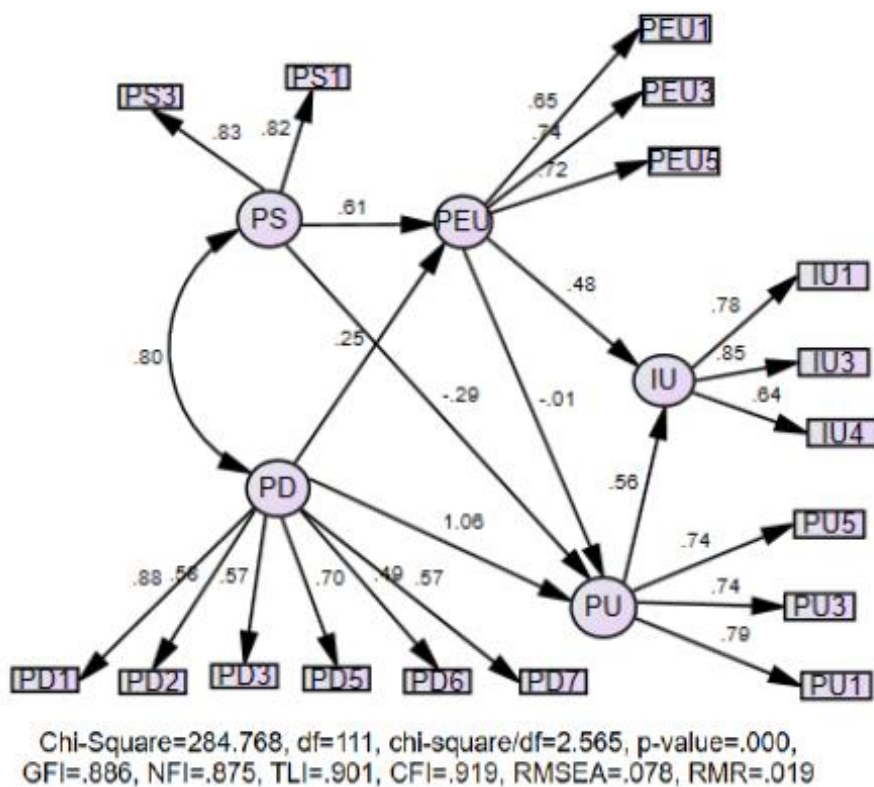 PEU1
PS1
PS3
.65
PEU3
.83
.82
.74
PEU5
.72
PS
.61
PEU
.48
IU1
.78
.80
.25
.85
IU3
IU
-.29
-.01
.64
IU4
PD
.56
1.06
PU5
.74
.88
.56
.57
.70
.49
.57
PU
.74
PU3
.79
PD1
PD2
PD3
PD5
PD6
PD7
PU1
Chi-Square=284.768, df=111, chi-square/df=2.565, p-value=.000,
GFI=.886, NFI=.875, TLI=.901, CFI=.919, RMSEA=.078, RMR=.019